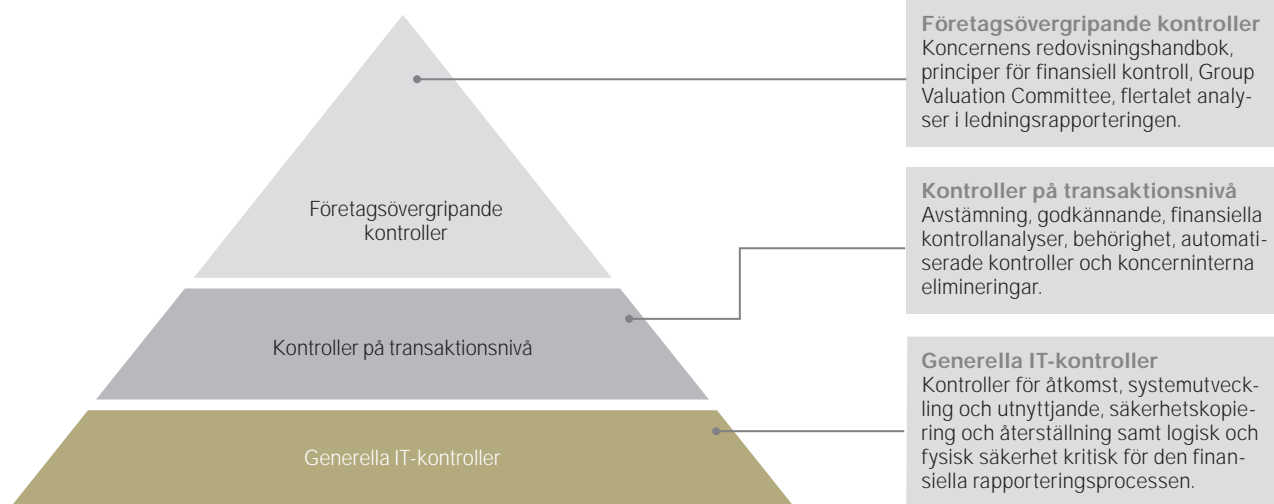 Företagsövergripande
kontroller
Kontroller på transaktionsnivå
Generella IT-kontroller
Företagsövergripande kontroller
Koncernens redovisningshandbok,
principer för finansiell kontroll, Group
Valuation Committee, flertalet analy-
ser i ledningsrapporteringen.
Kontroller på transaktionsnivå
Avstämning, godkännande, finansiella
kontrollanalyser, behörighet, automati-
serade kontroller och koncerninterna
elimineringar.
Generella IT-kontroller
Kontroller för åtkomst, systemutveck-
ling och utnyttjande, säkerhetskopie-
ring och återställning samt logisk och
fysisk säkerhet kritisk för den finan-
siella rapporteringsprocessen.